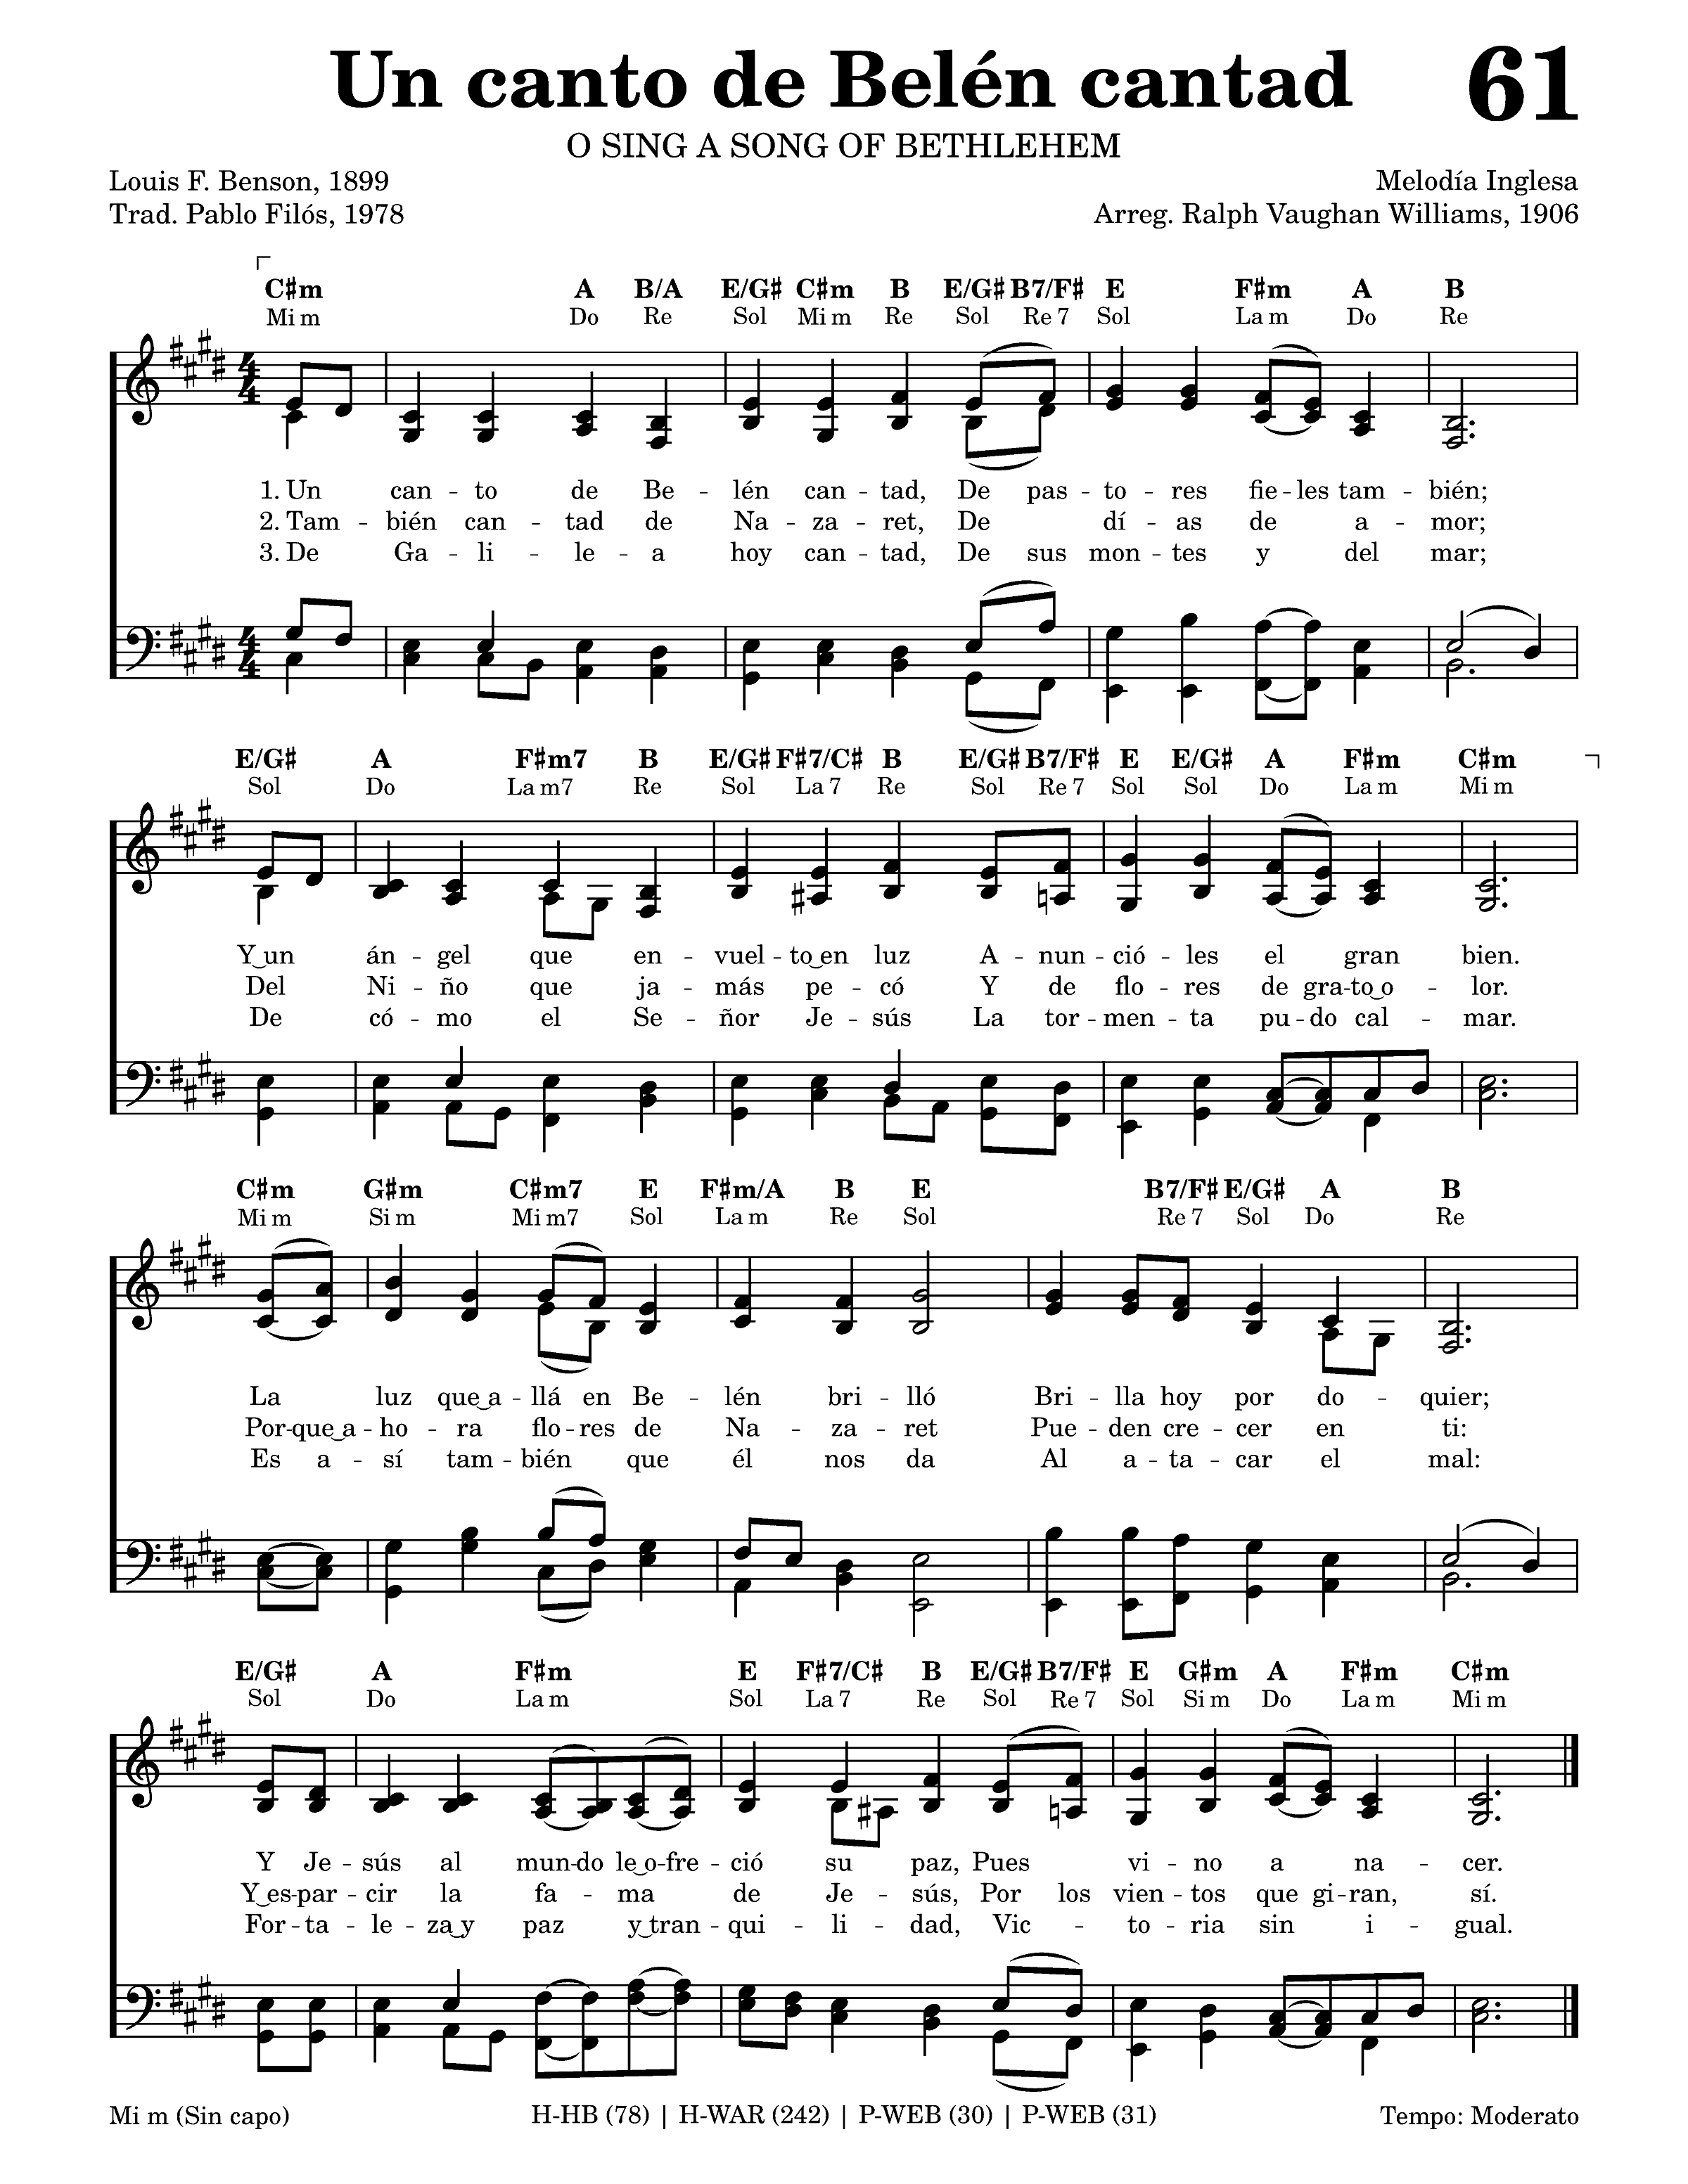 Un canto de Belén cantad 61
O SING A SONG OF BETHLEHEM
Louis F. Benson, 1899 Melodía Inglesa
Trad. Pablo Filós, 1978 Arreg. Ralph Vaughan Williams, 1906
C♯m A B/A E/G♯ C♯m B E/G♯ B7/F♯ E F♯m A B
Mi m Do Re Sol Mi m Re Sol Re 7 Sol La m Do Re
1. Un can - to de Be - lén can - tad, De pas - to - res fie - les tam - bién;
2. Tam - bién can - tad de Na - za - ret, De dí - as de a - mor;
3. De Ga - li - le - a hoy can - tad, De sus mon - tes y del mar;
E/G♯ A F♯m7 B E/G♯ F♯7/C♯ B E/G♯ B7/F♯ E E/G♯ A F♯m C♯m
Sol Do La m7 Re Sol La 7 Re Sol Re 7 Sol Sol Do La m Mi m
Y‿un án - gel que en - vuel - to‿en luz A - nun - ció - les el gran bien.
Del Ni - ño que ja - más pe - có Y de flo - res de gra - to‿o - lor.
De có - mo el Se - ñor Je - sús La tor - men - ta pu - do cal - mar.
C♯m G♯m C♯m7 E F♯m/A B E B7/F♯ E/G♯ A B
Mi m Si m Mi m7 Sol La m Re Sol Re 7 Sol Do Re
La luz que‿a - llá en Be - lén bri - lló Bri - lla hoy por do - quier;
Por - que‿a - ho - ra flo - res de Na - za - ret Pue - den cre - cer en ti:
Es a - sí tam - bién que él nos da Al a - ta - car el mal:
E/G♯ A F♯m E F♯7/C♯ B E/G♯ B7/F♯ E G♯m A F♯m C♯m
Sol Do La m Sol La 7 Re Sol Re 7 Sol Si m Do La m Mi m
Y Je - sús al mun - do le‿o - fre - ció su paz, Pues vi - no a na - cer.
Y‿es - par - cir la fa - ma de Je - sús, Por los vien - tos que gi - ran, sí.
For - ta - le - za‿y paz y‿tran - qui - li - dad, Vic - to - ria sin i - gual.
Mi m (Sin capo) H-HB (78) | H-WAR (242) | P-WEB (30) | P-WEB (31) Tempo: Moderato